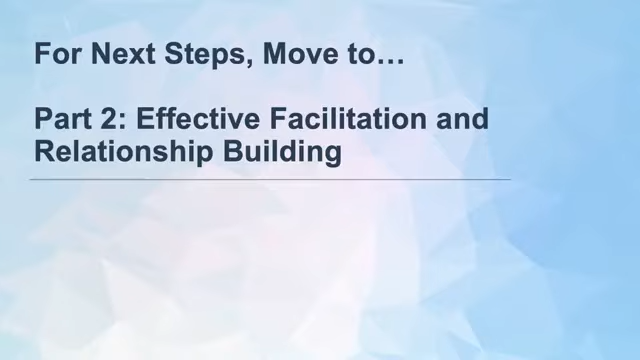 For Next Steps, Move to…
Part 2: Effective Facilitation and
Relationship Building